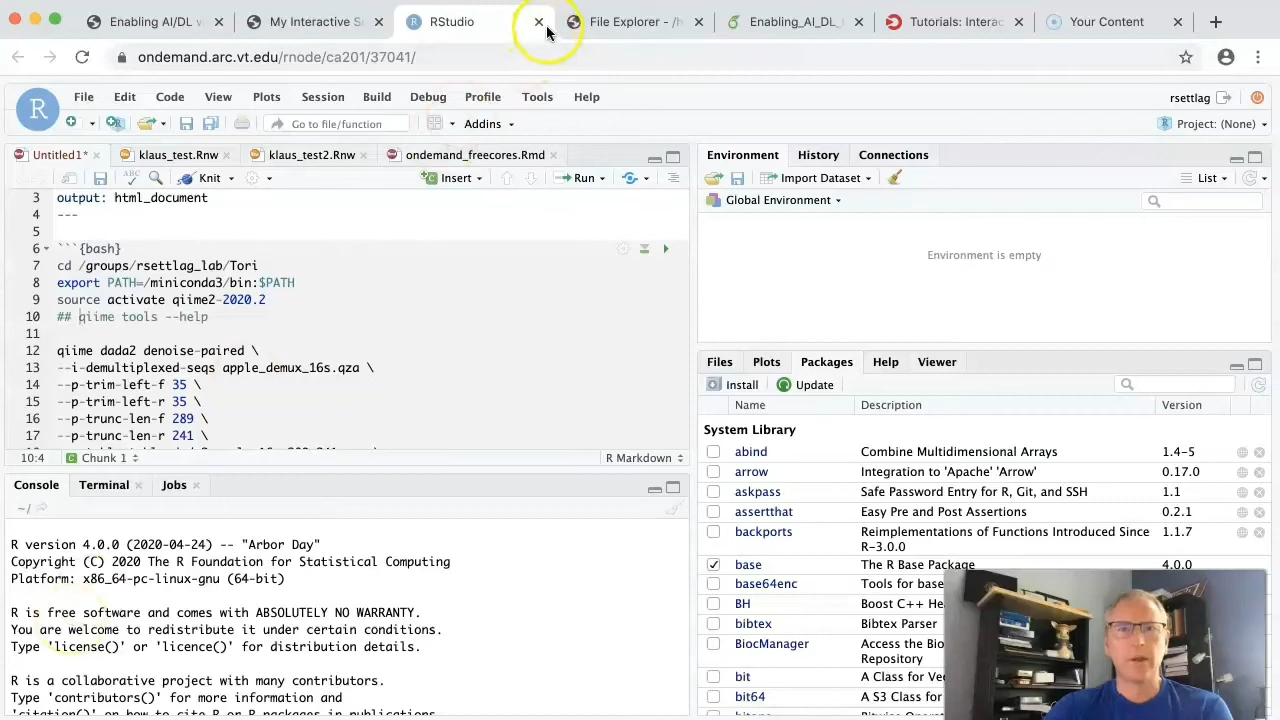 Enabling AI/DL w
My Interactive S
RStudio
File Explorer - /h
Enabling_AI_DL_
Tutorials: Interac
Your Content
ondemand.arc.vt.edu/rnode/ca201/37041/
R
File Edit Code View Plots Session Build Debug Profile Tools Help
rsettlag
Go to file/function
Addins
Project: (None)
Untitled1*
klaus_test.Rnw
klaus_test2.Rnw
ondemand_freecores.Rmd
Knit
Insert
Run
3 output: html_document
4 ---
5
6 ```{bash}
7 cd /groups/rsettlag_lab/Tori
8 export PATH=/miniconda3/bin:$PATH
9 source activate qiime2-2020.2
10 ## qiime tools --help
11
12 qiime dada2 denoise-paired \
13 --i-demultiplexed-seqs apple_demux_16s.qza \
14 --p-trim-left-f 35 \
15 --p-trim-left-r 35 \
16 --p-trunc-len-f 289 \
17 --p-trunc-len-r 241 \
10:4
Chunk 1
R Markdown
Console Terminal Jobs
~/
R version 4.0.0 (2020-04-24) -- "Arbor Day"
Copyright (C) 2020 The R Foundation for Statistical Computing
Platform: x86_64-pc-linux-gnu (64-bit)
R is free software and comes with ABSOLUTELY NO WARRANTY.
You are welcome to redistribute it under certain conditions.
Type 'license()' or 'licence()' for distribution details.
R is a collaborative project with many contributors.
Type 'contributors()' for more information and
'citation()' on how to cite R or R packages in publications.
Environment History Connections
Import Dataset
List
Global Environment
Environment is empty
Files Plots Packages Help Viewer
Install Update
Name Description Version
System Library
abind Combine Multidimensional Arrays 1.4-5
arrow Integration to 'Apache' 'Arrow' 0.17.0
askpass Safe Password Entry for R, Git, and SSH 1.1
assertthat Easy Pre and Post Assertions 0.2.1
backports Reimplementations of Functions Introduced Since 1.1.7
R-3.0.0
base The R Base Package 4.0.0
base64enc Tools for base
BH Boost C++ He
bibtex Bibtex Parser
BiocManager Access the Bio
Repository
bit A Class for Ve
bit64 A S3 Class for